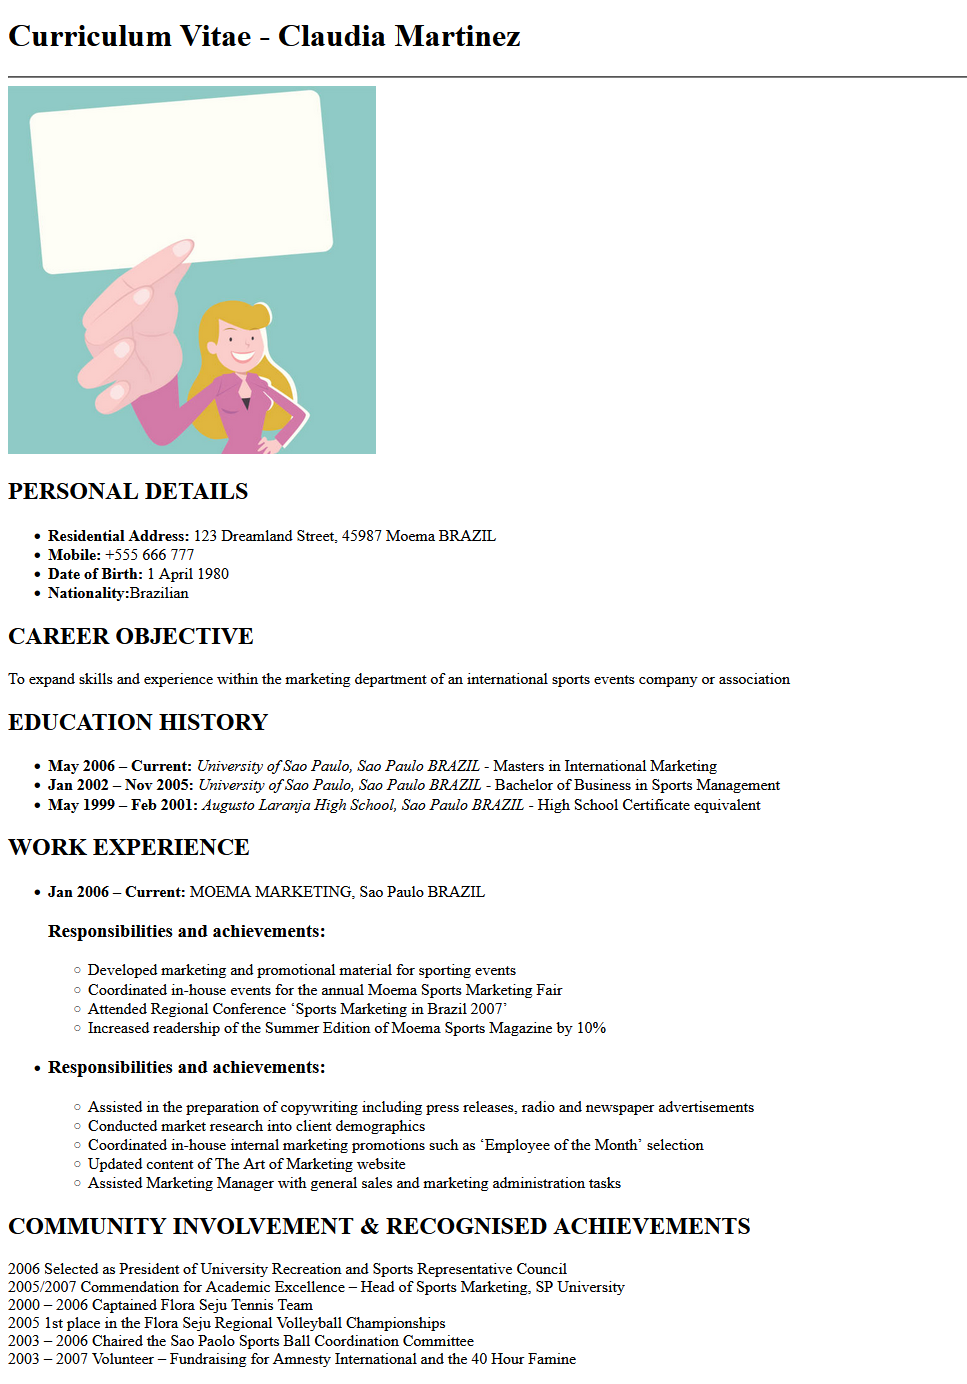 Curriculum Vitae - Claudia Martinez
PERSONAL DETAILS
Residential Address: 123 Dreamland Street, 45987 Moema BRAZIL
Mobile: +555 666 777
Date of Birth: 1 April 1980
Nationality:Brazilian
CAREER OBJECTIVE
To expand skills and experience within the marketing department of an international sports events company or association
EDUCATION HISTORY
May 2006 – Current: University of Sao Paulo, Sao Paulo BRAZIL - Masters in International Marketing
Jan 2002 – Nov 2005: University of Sao Paulo, Sao Paulo BRAZIL - Bachelor of Business in Sports Management
May 1999 – Feb 2001: Augusto Laranja High School, Sao Paulo BRAZIL - High School Certificate equivalent
WORK EXPERIENCE
Jan 2006 – Current: MOEMA MARKETING, Sao Paulo BRAZIL
Responsibilities and achievements:
Developed marketing and promotional material for sporting events
Coordinated in-house events for the annual Moema Sports Marketing Fair
Attended Regional Conference ‘Sports Marketing in Brazil 2007’
Increased readership of the Summer Edition of Moema Sports Magazine by 10%
Responsibilities and achievements:
Assisted in the preparation of copywriting including press releases, radio and newspaper advertisements
Conducted market research into client demographics
Coordinated in-house internal marketing promotions such as ‘Employee of the Month’ selection
Updated content of The Art of Marketing website
Assisted Marketing Manager with general sales and marketing administration tasks
COMMUNITY INVOLVEMENT & RECOGNISED ACHIEVEMENTS
2006 Selected as President of University Recreation and Sports Representative Council
2005/2007 Commendation for Academic Excellence – Head of Sports Marketing, SP University
2000 – 2006 Captained Flora Seju Tennis Team
2005 1st place in the Flora Seju Regional Volleyball Championships
2003 – 2006 Chaired the Sao Paolo Sports Ball Coordination Committee
2003 – 2007 Volunteer – Fundraising for Amnesty International and the 40 Hour Famine